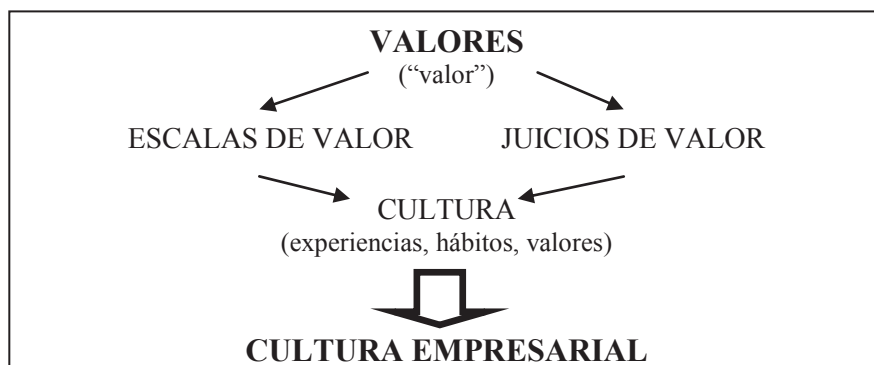 VALORES
(“valor”)
ESCALAS DE VALOR JUICIOS DE VALOR
CULTURA
(experiencias, hábitos, valores)
CULTURA EMPRESARIAL